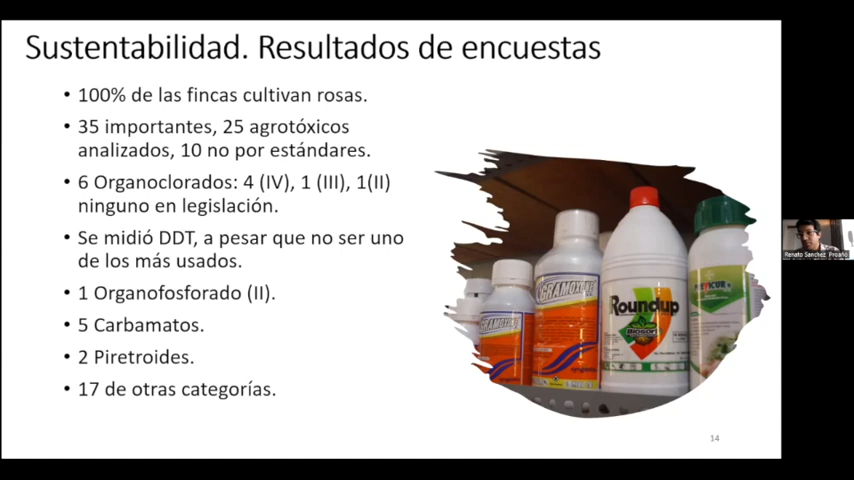 Sustentabilidad. Resultados de encuestas
• 100% de las fincas cultivan rosas.
• 35 importantes, 25 agrotóxicos
analizados, 10 no por estándares.
• 6 Organoclorados: 4 (IV), 1 (III), 1(II)
ninguno en legislación.
• Se midió DDT, a pesar que no ser uno
de los más usados.
• 1 Organofosforado (II).
• 5 Carbamatos.
• 2 Piretroides.
• 17 de otras categorías.
Roundup
14
Renato Sanchez Proaño